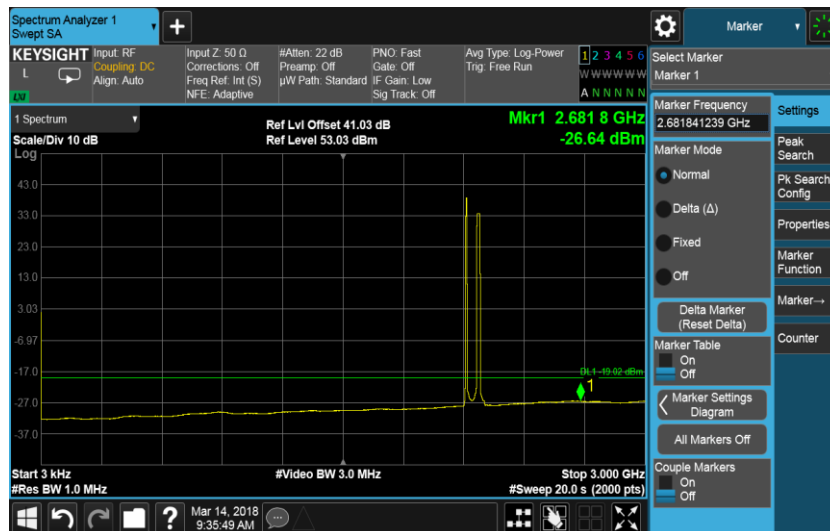 Spectrum Analyzer 1
Swept SA
+
Marker
KEYSIGHT
L
LXI
Input: RF
Coupling: DC
Align: Auto
Input Z: 50 Ω
Corrections: Off
Freq Ref: Int (S)
NFE: Adaptive
#Atten: 22 dB
Preamp: Off
µW Path: Standard
PNO: Fast
Gate: Off
IF Gain: Low
Sig Track: Off
Avg Type: Log-Power
Trig: Free Run
1 2 3 4 5 6
W W W W W W
A N N N N N
Select Marker
Marker 1
1 Spectrum
Scale/Div 10 dB
Log
Ref Lvl Offset 41.03 dB
Ref Level 53.03 dBm
Mkr1 2.681 8 GHz
-26.64 dBm
43.0
33.0
23.0
13.0
3.03
-6.97
-17.0
-27.0
-37.0
DL1 -19.02 dBm
1
Start 3 kHz
#Res BW 1.0 MHz
#Video BW 3.0 MHz
Stop 3.000 GHz
#Sweep 20.0 s (2000 pts)
Marker Frequency
2.681841239 GHz
Marker Mode
Normal
Delta (Δ)
Fixed
Off
Delta Marker
(Reset Delta)
Marker Table
On
Off
Marker Settings
Diagram
All Markers Off
Couple Markers
On
Off
Settings
Peak
Search
Pk Search
Config
Properties
Marker
Function
Marker→
Counter
?
Mar 14, 2018
9:35:49 AM